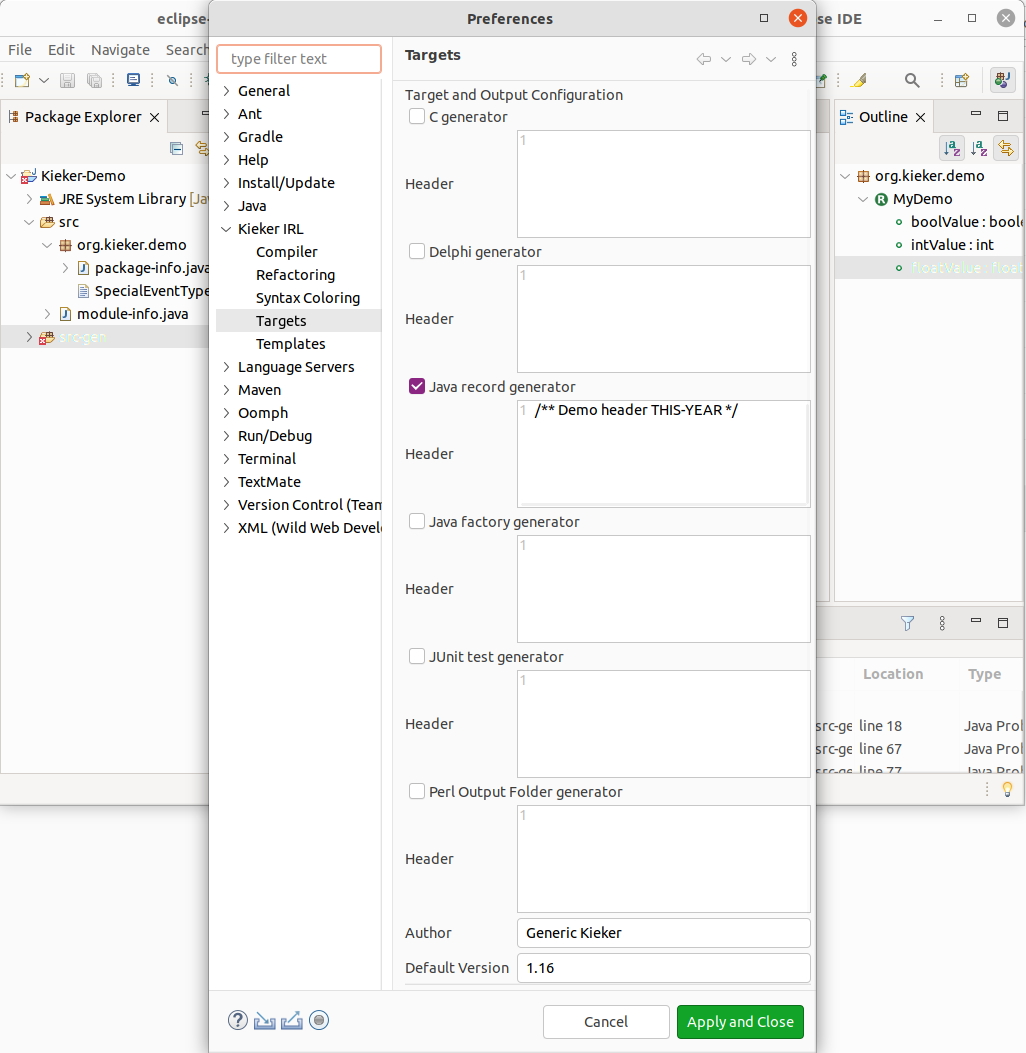 eclipse-
Preferences
se IDE
File Edit Navigate Search
Package Explorer
Kieker-Demo
JRE System Library [Jav
src
org.kieker.demo
package-info.java
SpecialEventType
module-info.java
src-gen
type filter text
General
Ant
Gradle
Help
Install/Update
Java
Kieker IRL
Compiler
Refactoring
Syntax Coloring
Targets
Templates
Language Servers
Maven
Oomph
Run/Debug
Terminal
TextMate
Version Control (Team
XML (Wild Web Develo
Targets
Target and Output Configuration
C generator
1
Header
Delphi generator
1
Header
Java record generator
1 /** Demo header THIS-YEAR */
Header
Java factory generator
1
Header
JUnit test generator
1
Header
Perl Output Folder generator
1
Header
Author Generic Kieker
Default Version 1.16
Cancel Apply and Close
Outline
org.kieker.demo
MyDemo
boolValue : boole
intValue : int
floatValue : float
Location Type
src-ge line 18 Java Prol
src-ge line 67 Java Prol
src-ge line 77 Java Prol